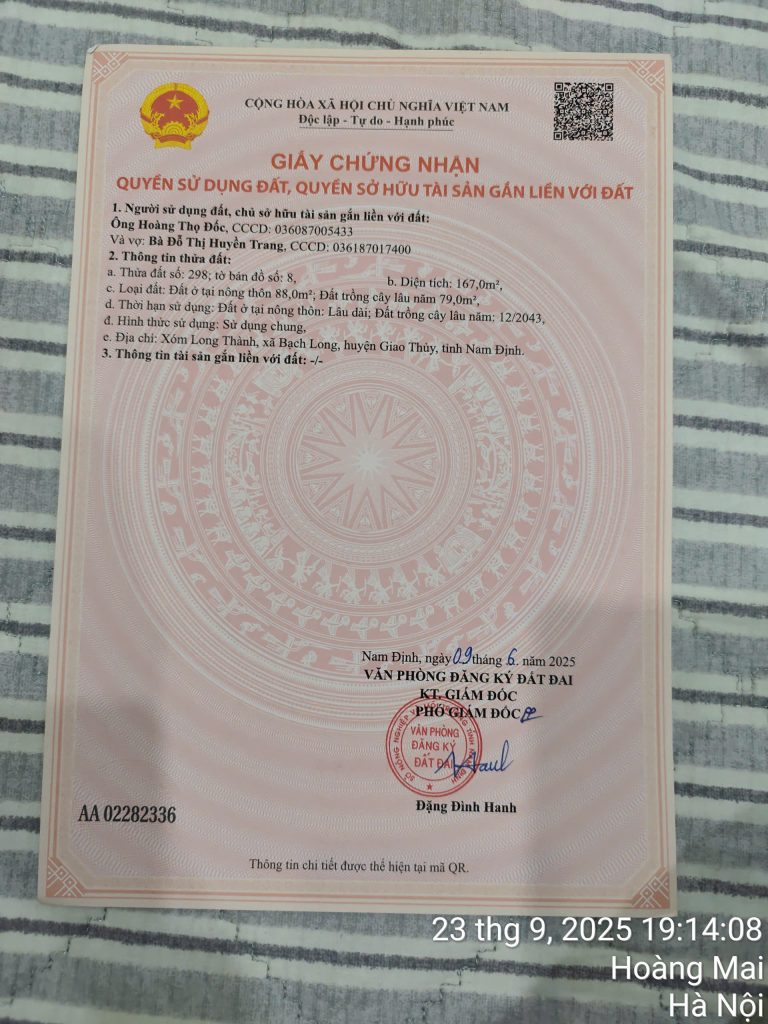 CỘNG HÒA XÃ HỘI CHỦ NGHĨA VIỆT NAM
Độc lập - Tự do - Hạnh phúc
GIẤY CHỨNG NHẬN
QUYỀN SỬ DỤNG ĐẤT, QUYỀN SỞ HỮU TÀI SẢN GẮN LIỀN VỚI ĐẤT
1. Người sử dụng đất, chủ sở hữu tài sản gắn liền với đất:
Ông Hoàng Thọ Đốc, CCCD: 036087005433
Và vợ: Bà Đỗ Thị Huyền Trang, CCCD: 036187017400
2. Thông tin thửa đất:
a. Thửa đất số: 298; tờ bản đồ số: 8, b. Diện tích: 167,0m²,
c. Loại đất: Đất ở tại nông thôn 88,0m²; Đất trồng cây lâu năm 79,0m²,
d. Thời hạn sử dụng: Đất ở tại nông thôn: Lâu dài; Đất trồng cây lâu năm: 12/2043,
đ. Hình thức sử dụng: Sử dụng chung,
e. Địa chỉ: Xóm Long Thành, xã Bạch Long, huyện Giao Thủy, tỉnh Nam Định.
3. Thông tin tài sản gắn liền với đất: -/-
Nam Định, ngày 09 tháng 6. năm 2025
VĂN PHÒNG ĐĂNG KÝ ĐẤT ĐAI
KT. GIÁM ĐỐC
PHÓ GIÁM ĐỐC
VĂN PHÒNG
ĐĂNG KÝ
ĐẤT ĐAI
Đặng Đình Hanh
AA 02282336
Thông tin chi tiết được thể hiện tại mã QR.
23 thg 9, 2025 19:14:08
Hoàng Mai
Hà Nội